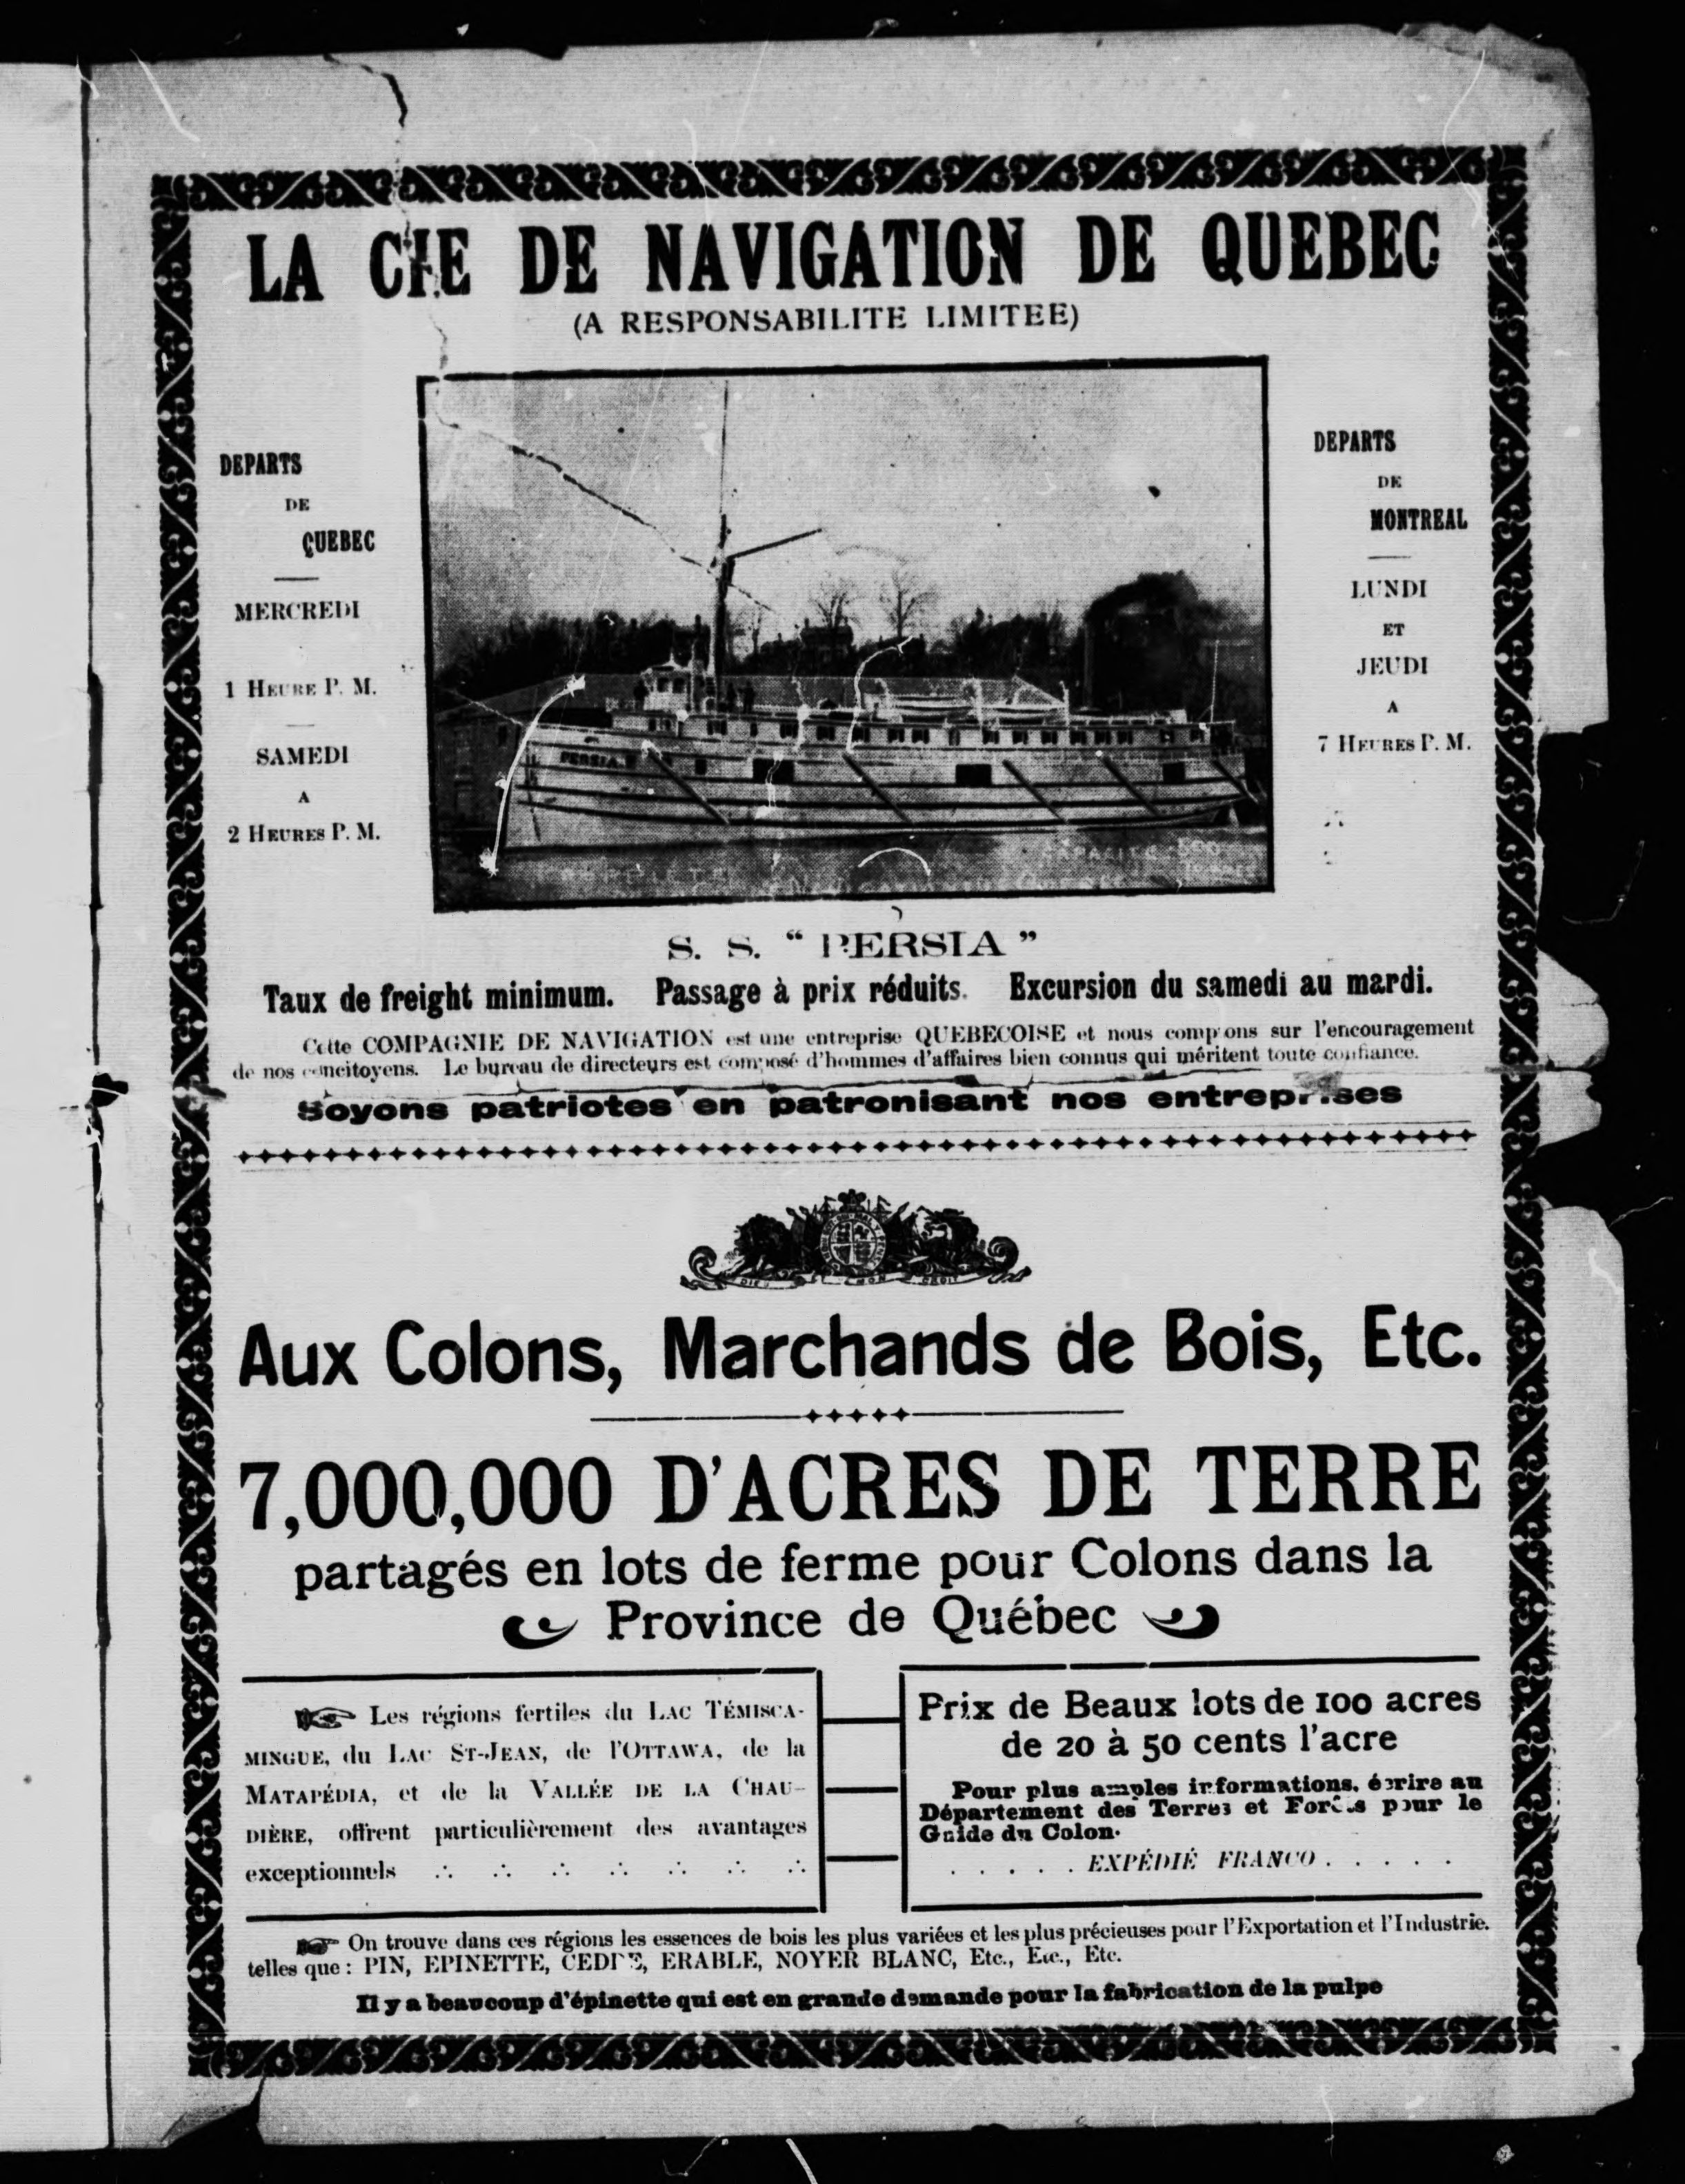 LA CIE DE NAVIGATION DE QUEBEC
(A RESPONSABILITE LIMITEE)
DEPARTS
DE
QUEBEC
MERCREDI
1 HEURE P. M.
SAMEDI
A
2 HEURES P. M.
PERSIA
DEPARTS
DE
MONTREAL
LUNDI
ET
JEUDI
A
7 HEURES P. M.
S. S. “ PERSIA ”
Taux de freight minimum. Passage à prix réduits. Excursion du samedi au mardi.
Cette COMPAGNIE DE NAVIGATION est une entreprise QUEBECOISE et nous comptons sur l'encouragement
de nos concitoyens. Le bureau de directeurs est composé d'hommes d'affaires bien connus qui méritent toute confiance.
Soyons patriotes en patronisant nos entreprises
DIEU ET MON DROIT
Aux Colons, Marchands de Bois, Etc.
7,000,000 D'ACRES DE TERRE
partagés en lots de ferme pour Colons dans la
Province de Québec
Les régions fertiles du LAC TÉMISCA-
MINGUE, du LAC ST-JEAN, de l'OTTAWA, de la
MATAPÉDIA, et de la VALLÉE DE LA CHAU-
DIÈRE, offrent particulièrement des avantages
exceptionnels
Prix de Beaux lots de 100 acres
de 20 à 50 cents l'acre
Pour plus amples informations, écrire au
Département des Terres et Forêts pour le
Guide du Colon.
. . . . . EXPÉDIÉ FRANCO . . . . .
On trouve dans ces régions les essences de bois les plus variées et les plus précieuses pour l'Exportation et l'Industrie.
telles que : PIN, EPINETTE, CEDRE, ERABLE, NOYER BLANC, Etc., Etc., Etc.
Il y a beaucoup d'épinette qui est en grande demande pour la fabrication de la pulpe